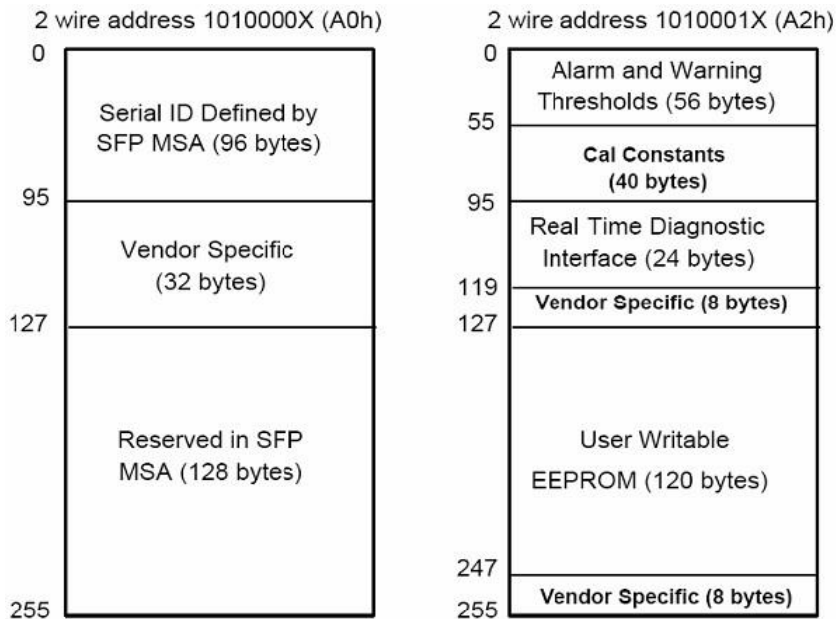 2 wire address 1010000X (A0h)
0
Serial ID Defined by
SFP MSA (96 bytes)
95
Vendor Specific
(32 bytes)
127
Reserved in SFP
MSA (128 bytes)
255
2 wire address 1010001X (A2h)
0
Alarm and Warning
Thresholds (56 bytes)
55
Cal Constants
(40 bytes)
95
Real Time Diagnostic
Interface (24 bytes)
119
Vendor Specific (8 bytes)
127
User Writable
EEPROM (120 bytes)
247
Vendor Specific (8 bytes)
255